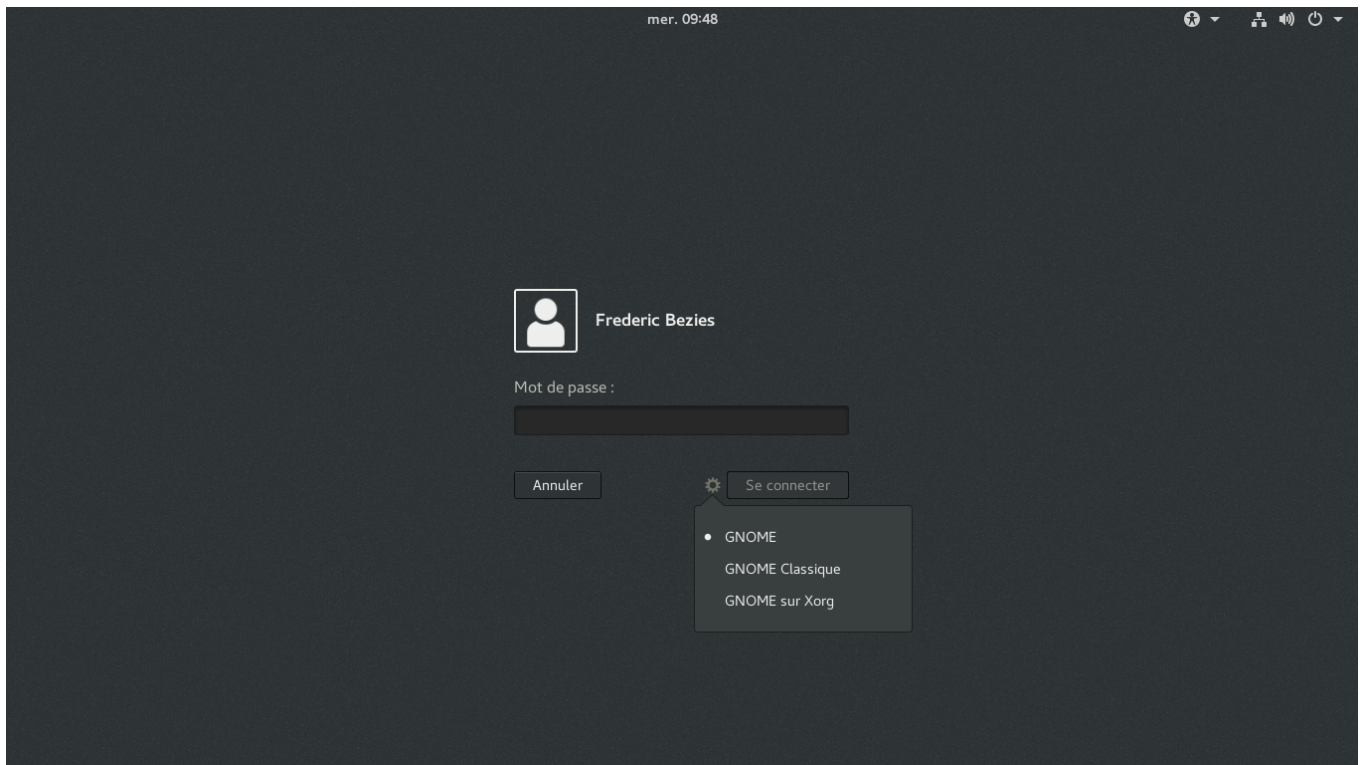 mer. 09:48
Frederic Bezies
Mot de passe :
Annuler
Se connecter
GNOME
GNOME Classique
GNOME sur Xorg